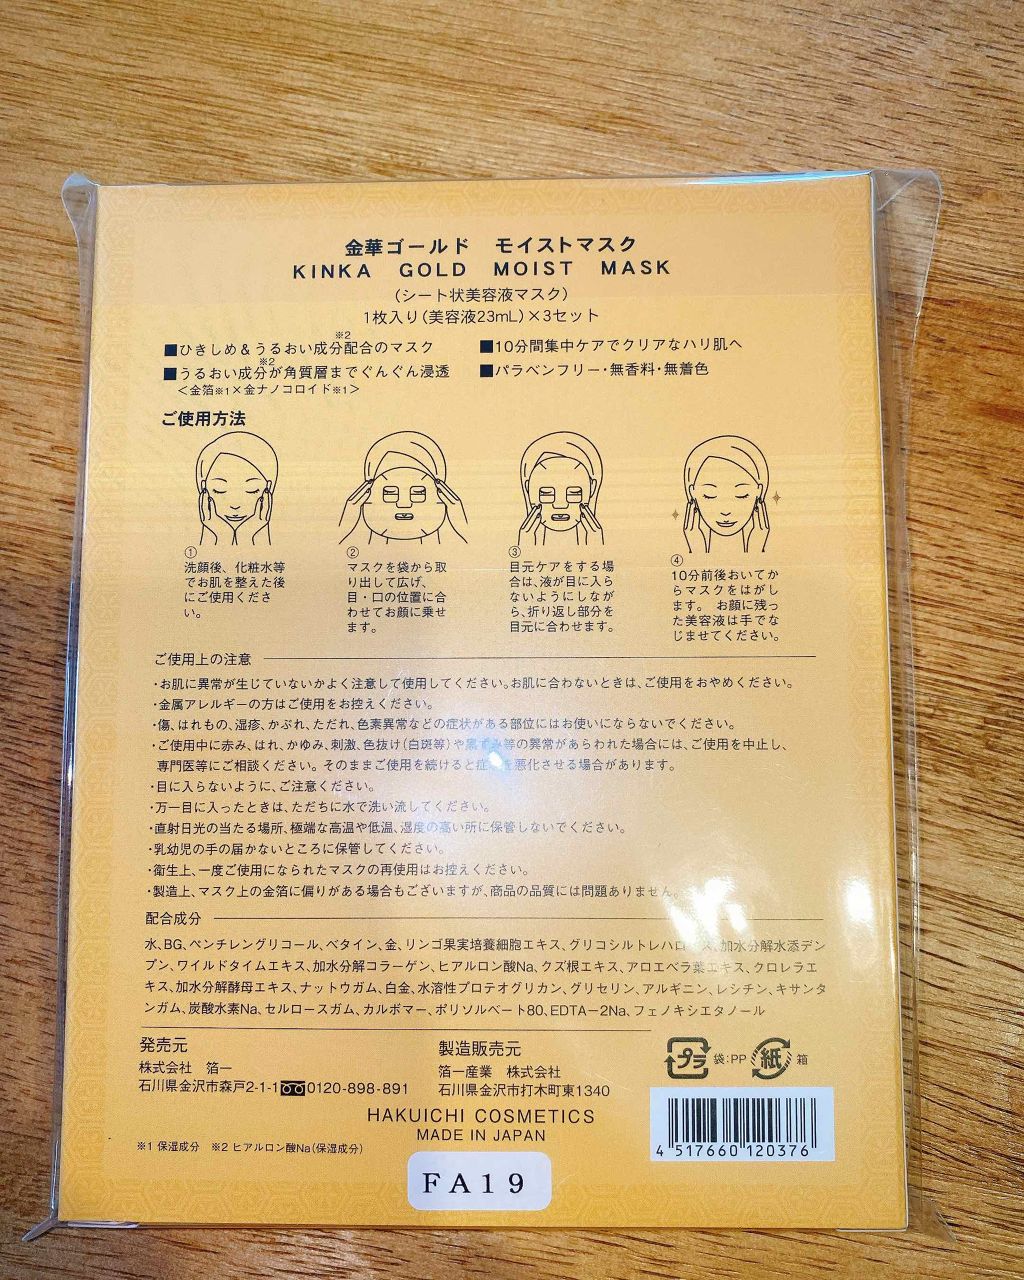 金華ゴールド モイストマスク
KINKA GOLD MOIST MASK
(シート状美容液マスク)
1枚入り(美容液23mL)×3セット
■ひきしめ&うるおい成分※2配合のマスク
■うるおい成分※2が角質層までぐんぐん浸透
<金箔※1×金ナノコロイド※1>
■10分間集中ケアでクリアなハリ肌へ
■パラベンフリー・無香料・無着色
ご使用方法
①
洗顔後、化粧水等
でお肌を整えた後
にご使用くださ
い。
②
マスクを袋から取
り出して広げ、
目・口の位置に合
わせてお顔に乗せ
ます。
③
目元ケアをする場
合は、液が目に入ら
ないようにしなが
ら、折り返し部分を
目元に合わせます。
④
10分前後おいてか
らマスクをはがし
ます。 お顔に残っ
た美容液は手でな
じませてください。
ご使用上の注意
・お肌に異常が生じていないかよく注意して使用してください。お肌に合わないときは、ご使用をおやめください。
・金属アレルギーの方はご使用をお控えください。
・傷、はれもの、湿疹、かぶれ、ただれ、色素異常などの症状がある部位にはお使いにならないでください。
・ご使用中に赤み、はれ、かゆみ、刺激、色抜け(白斑等)や黒ずみ等の異常があらわれた場合には、ご使用を中止し、
専門医等にご相談ください。そのままご使用を続けると症状を悪化させる場合があります。
・目に入らないように、ご注意ください。
・万一目に入ったときは、ただちに水で洗い流してください。
・直射日光の当たる場所、極端な高温や低温、湿度の高い所に保管しないでください。
・乳幼児の手の届かないところに保管してください。
・衛生上、一度ご使用になられたマスクの再使用はお控えください。
・製造上、マスク上の金箔に偏りがある場合もございますが、商品の品質には問題ありません。
配合成分
水、BG、ペンチレングリコール、ベタイン、金、リンゴ果実培養細胞エキス、グリコシルトレハロース、加水分解水添デン
プン、ワイルドタイムエキス、加水分解コラーゲン、ヒアルロン酸Na、クズ根エキス、アロエベラ葉エキス、クロレラエ
キス、加水分解酵母エキス、ナットウガム、白金、水溶性プロテオグリカン、グリセリン、アルギニン、レシチン、キサンタ
ンガム、炭酸水素Na、セルロースガム、カルボマー、ポリソルベート80、EDTA-2Na、フェノキシエタノール
発売元
株式会社 箔一
石川県金沢市森戸2-1-1 0120-898-891
製造販売元
箔一産業 株式会社
石川県金沢市打木町東1340
プラ 袋:PP 紙 箱
HAKUICHI COSMETICS
MADE IN JAPAN
※1 保湿成分 ※2 ヒアルロン酸Na(保湿成分)
4 517660 120376
FA19